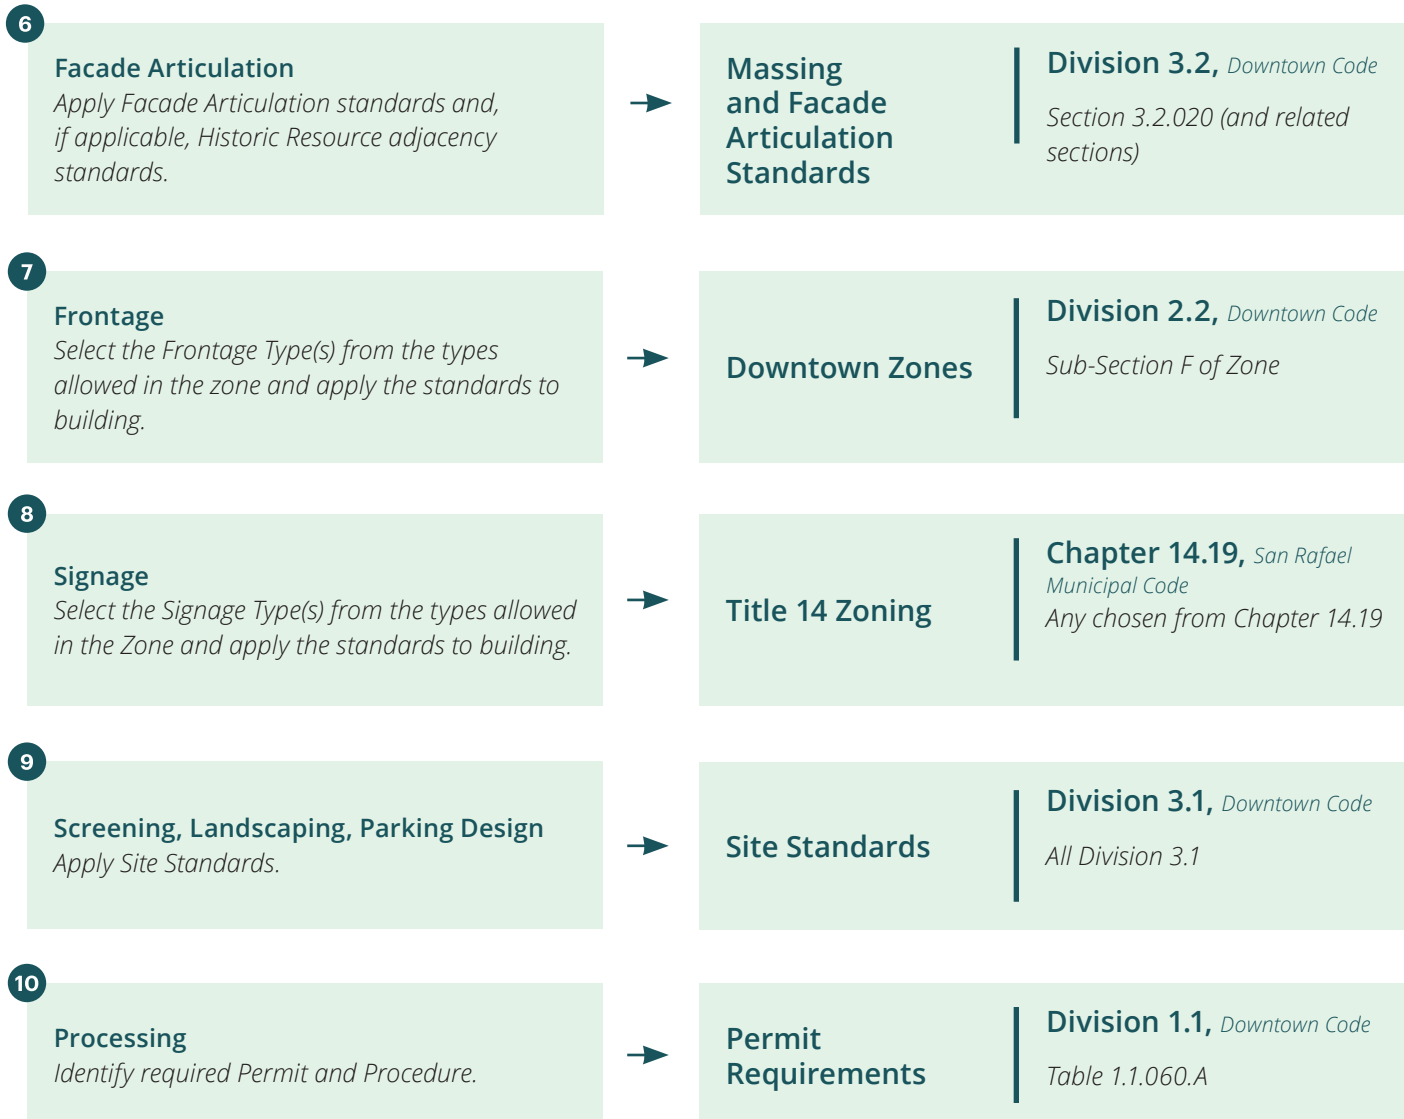 6
Facade Articulation
Apply Facade Articulation standards and,
if applicable, Historic Resource adjacency
standards.
Massing
and Facade
Articulation
Standards
Division 3.2, Downtown Code
Section 3.2.020 (and related
sections)
7
Frontage
Select the Frontage Type(s) from the types
allowed in the zone and apply the standards to
building.
Downtown Zones
Division 2.2, Downtown Code
Sub-Section F of Zone
8
Signage
Select the Signage Type(s) from the types allowed
in the Zone and apply the standards to building.
Title 14 Zoning
Chapter 14.19, San Rafael
Municipal Code
Any chosen from Chapter 14.19
9
Screening, Landscaping, Parking Design
Apply Site Standards.
Site Standards
Division 3.1, Downtown Code
All Division 3.1
10
Processing
Identify required Permit and Procedure.
Permit
Requirements
Division 1.1, Downtown Code
Table 1.1.060.A